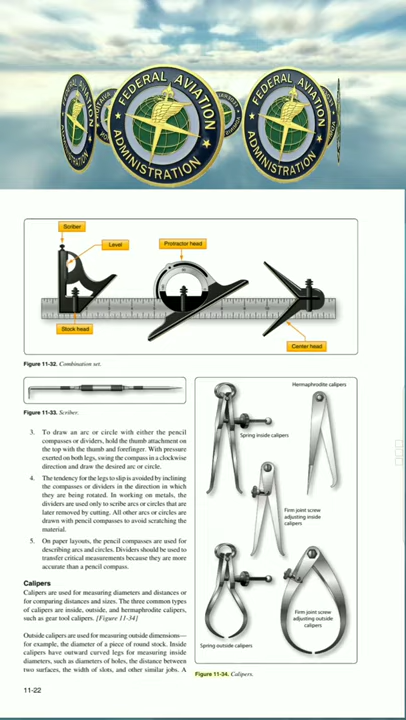 FEDERAL AVIATION
ADMINISTRATION
FEDERAL AVIATION
ADMINISTRATION
Scriber
Level
Protractor head
Stock head
Center head
Figure 11-32. Combination set.
Figure 11-33. Scriber.
3. To draw an arc or circle with either the pencil
compasses or dividers, hold the thumb attachment on
the top with the thumb and forefinger. With pressure
exerted on both legs, swing the compass in a clockwise
direction and draw the desired arc or circle.
4. The tendency for the legs to slip is avoided by inclining
the compasses or dividers in the direction in which
they are being rotated. In working on metals, the
dividers are used only to scribe arcs or circles that are
later removed by cutting. All other arcs or circles are
drawn with pencil compasses to avoid scratching the
material.
5. On paper layouts, the pencil compasses are used for
describing arcs and circles. Dividers should be used to
transfer critical measurements because they are more
accurate than a pencil compass.
Calipers
Calipers are used for measuring diameters and distances or
for comparing distances and sizes. The three common types
of calipers are inside, outside, and hermaphrodite calipers,
such as gear tool calipers. [Figure 11-34]
Outside calipers are used for measuring outside dimensions—
for example, the diameter of a piece of round stock. Inside
calipers have outward curved legs for measuring inside
diameters, such as diameters of holes, the distance between
two surfaces, the width of slots, and other similar jobs. A
11-22
Hermaphrodite calipers
Spring inside calipers
Firm joint screw
adjusting inside
calipers
Firm joint screw
adjusting outside
calipers
Spring outside calipers
Figure 11-34. Calipers.